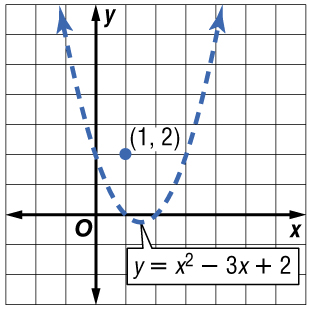 y
(1, 2)
O
x
y = x² − 3x + 2